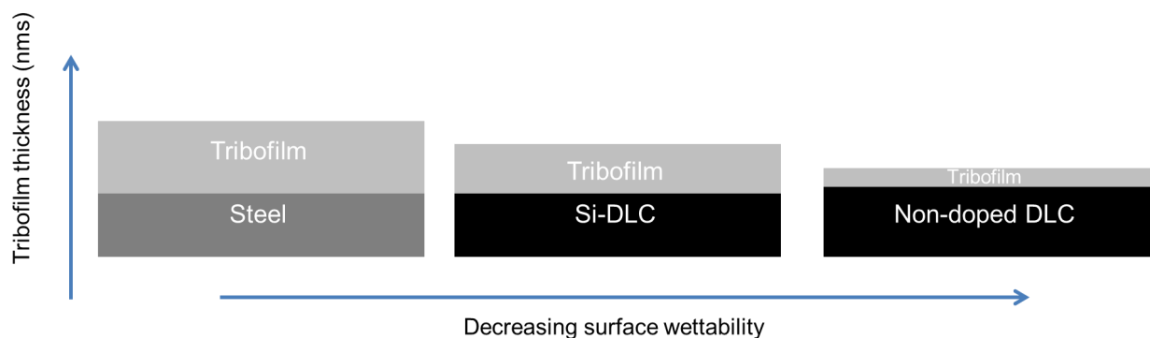 Tribofilm thickness (nms)
Tribofilm
Steel
Tribofilm
Si-DLC
Tribofilm
Non-doped DLC
Decreasing surface wettability